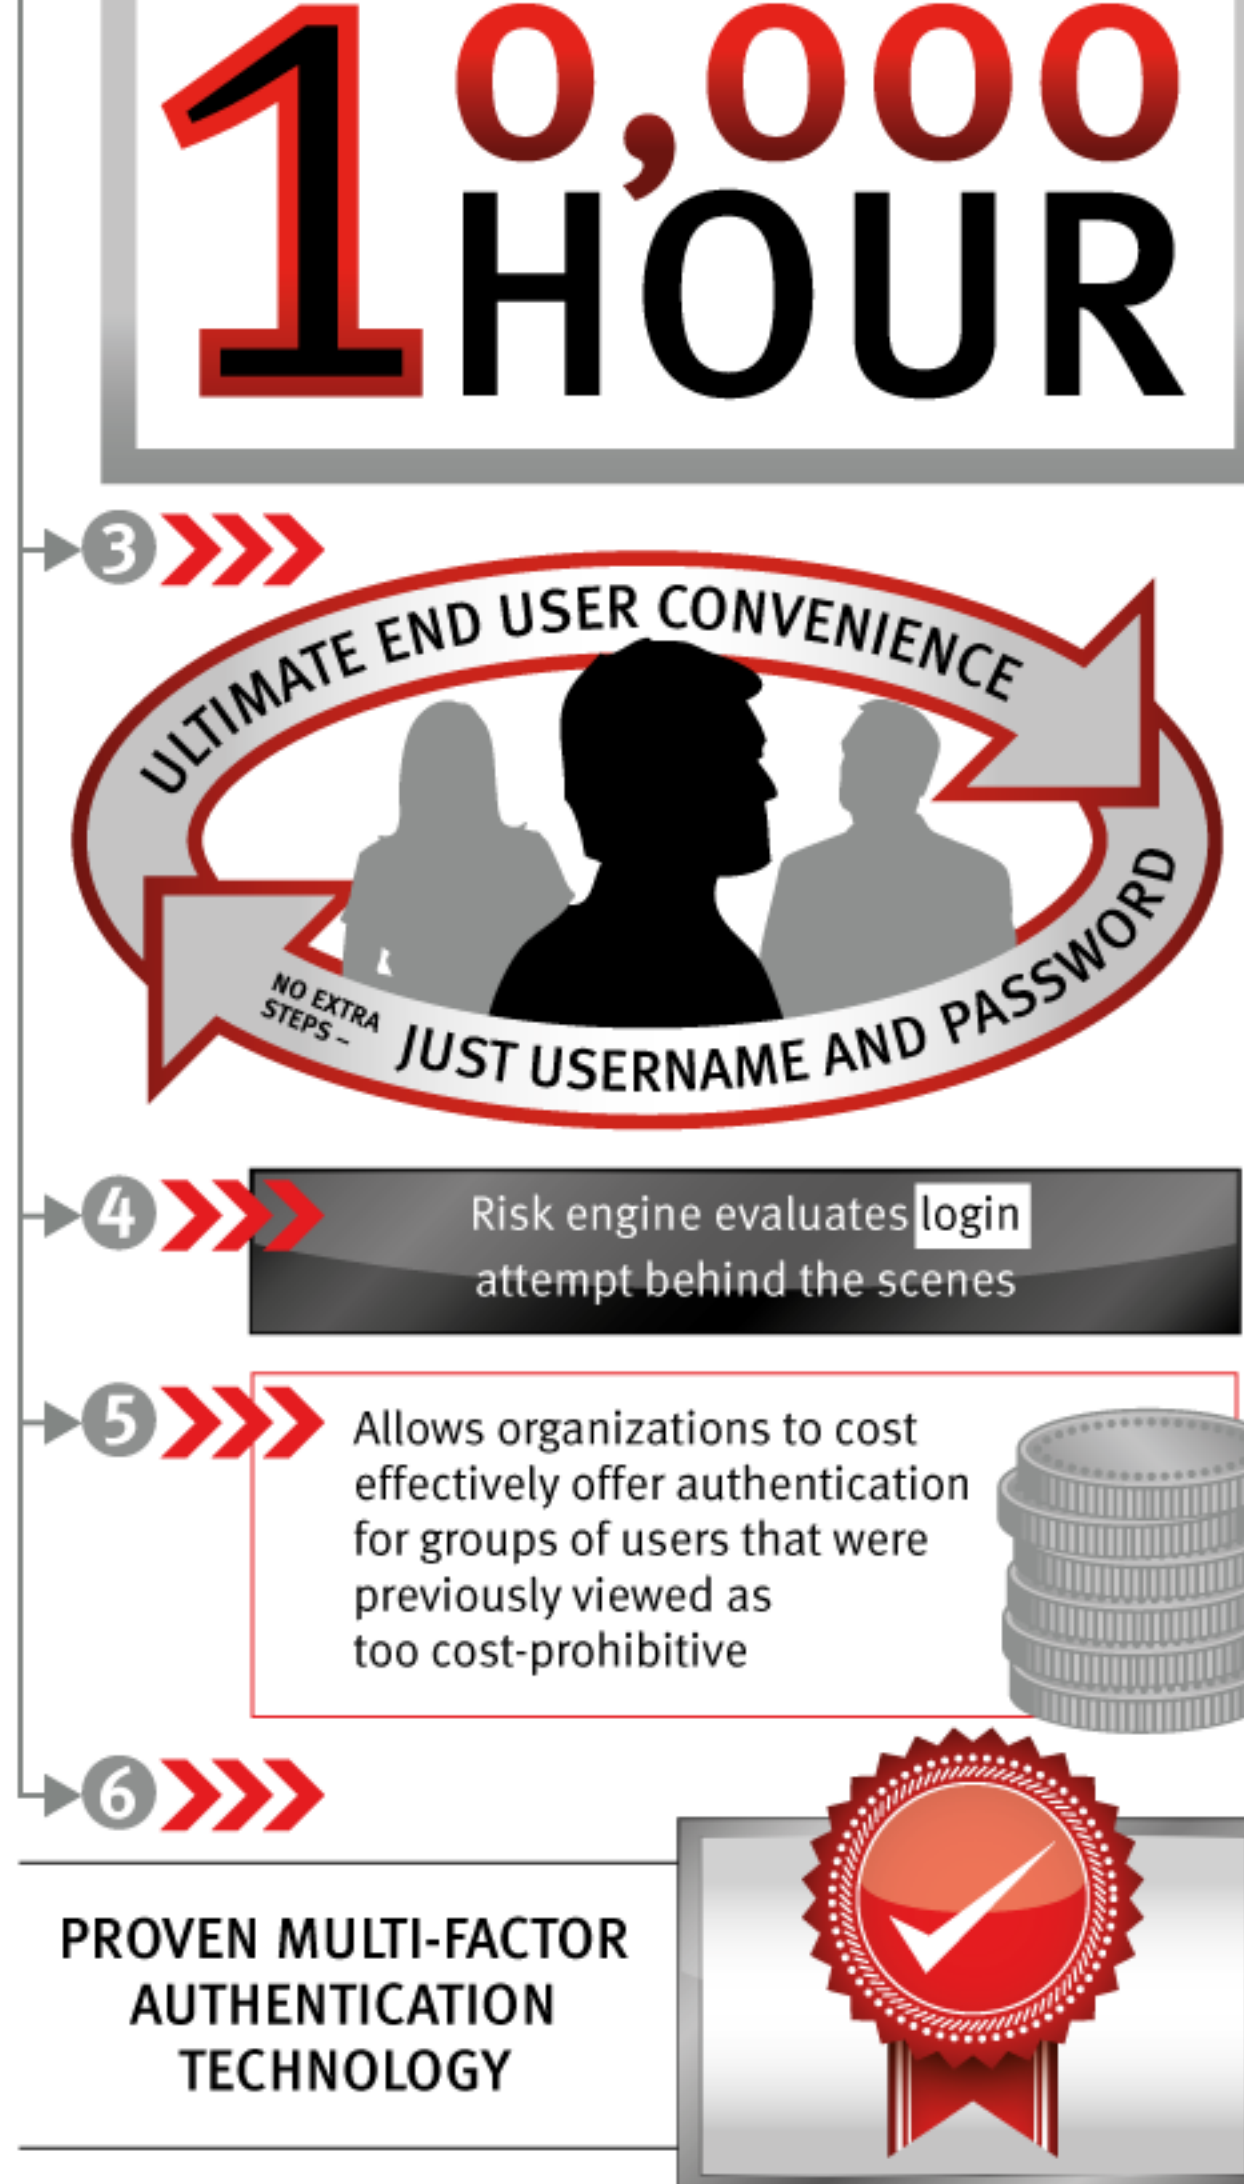 10,000
1HOUR
3
ULTIMATE END USER CONVENIENCE
NO EXTRA
STEPS –
JUST USERNAME AND PASSWORD
4
Risk engine evaluates login
attempt behind the scenes
5
Allows organizations to cost
effectively offer authentication
for groups of users that were
previously viewed as
too cost-prohibitive
6
PROVEN MULTI-FACTOR
AUTHENTICATION
TECHNOLOGY